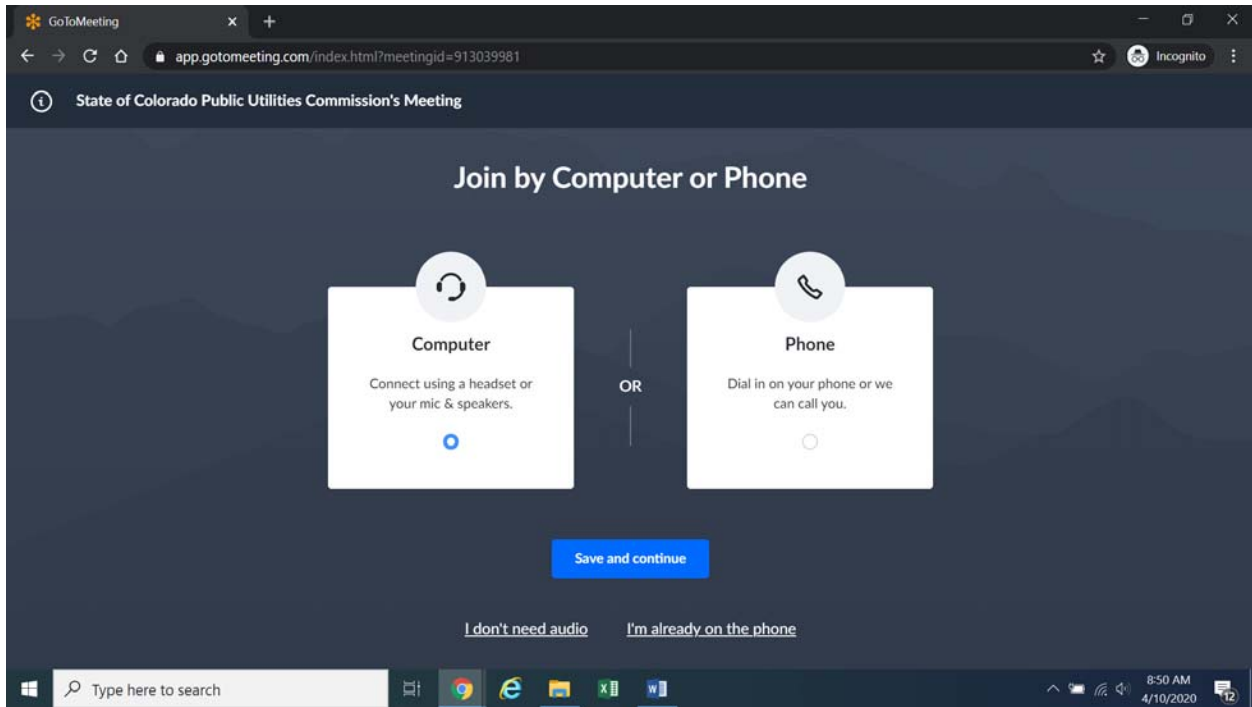 GoToMeeting
app.gotomeeting.com/index.html?meetingid=913039981
Incognito
State of Colorado Public Utilities Commission's Meeting
Join by Computer or Phone
Computer
Connect using a headset or
your mic & speakers.
OR
Phone
Dial in on your phone or we
can call you.
Save and continue
I don't need audio
I'm already on the phone
Type here to search
8:50 AM
4/10/2020
12